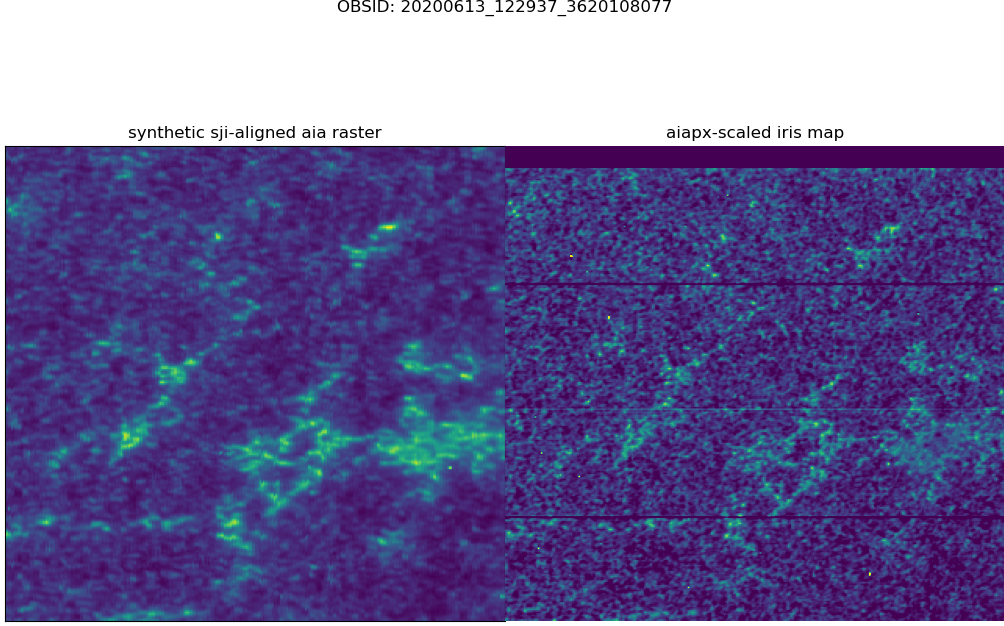 OBSID: 20200613_122937_3620108077
synthetic sji-aligned aia raster
aiapx-scaled iris map